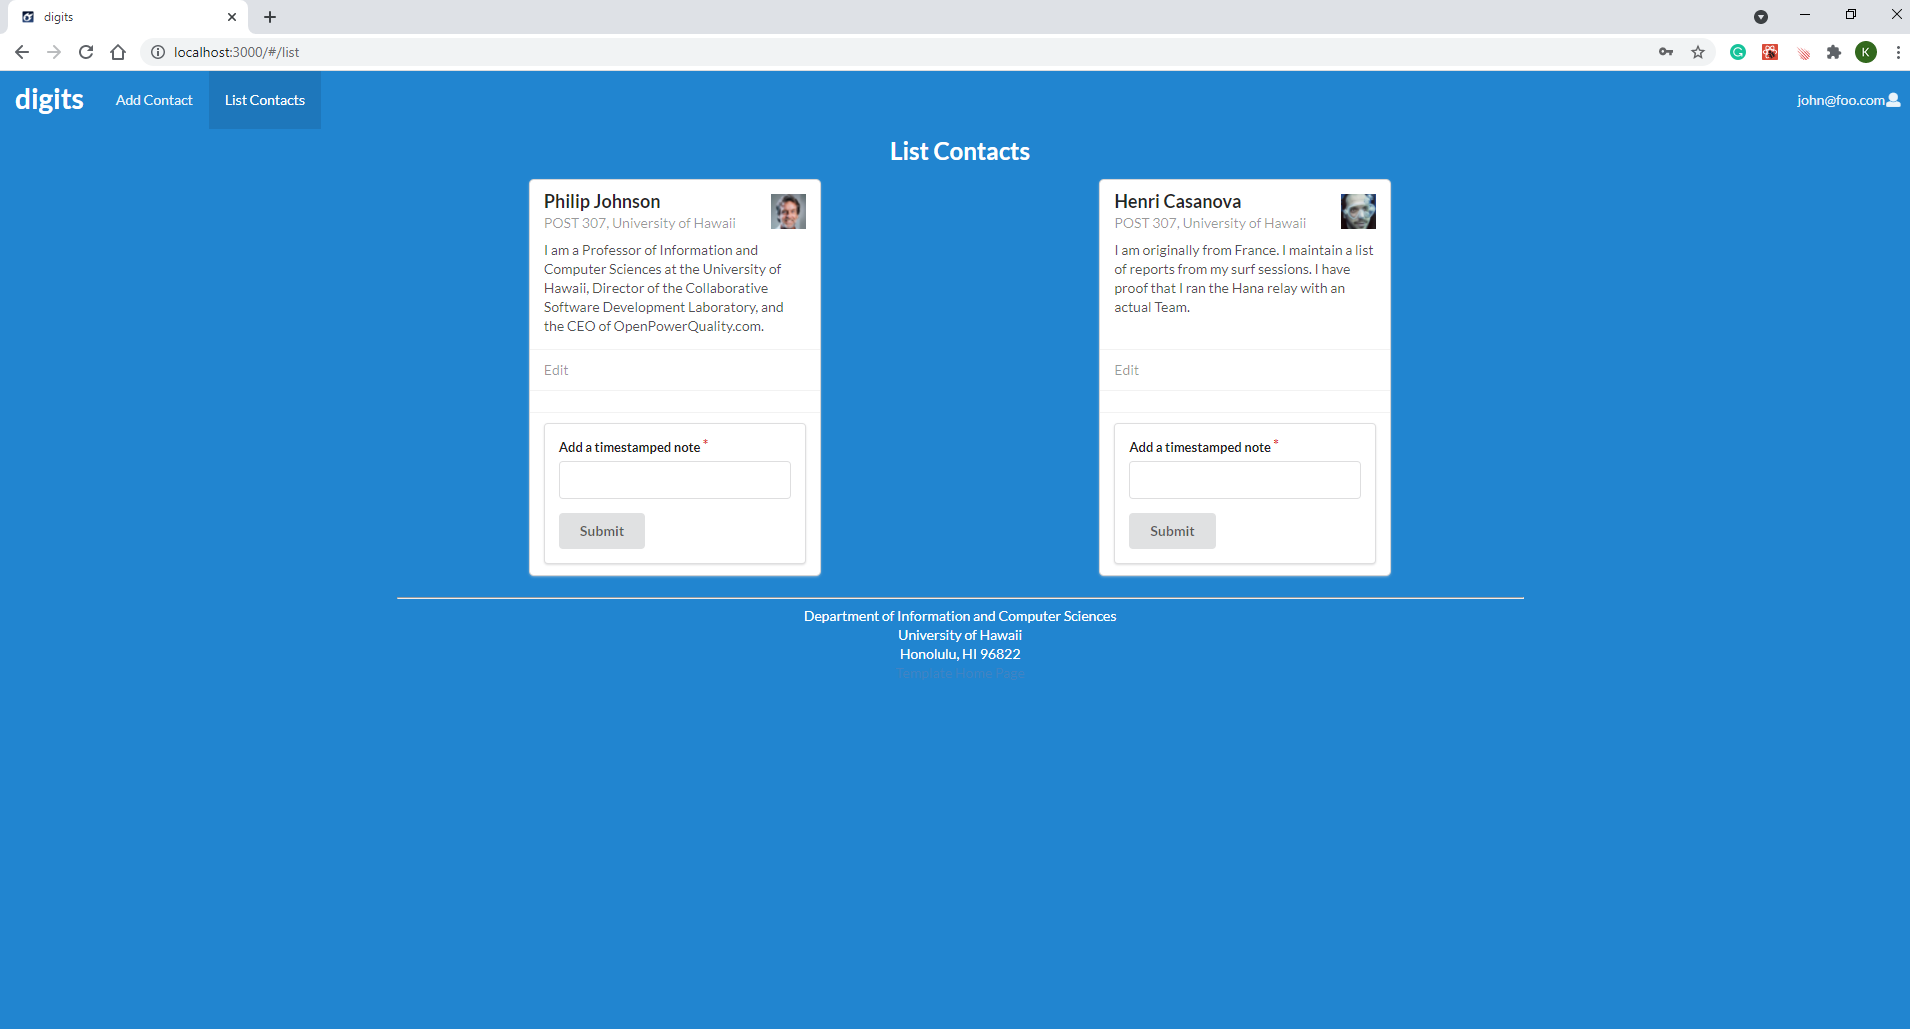 digits
localhost:3000/#/list
K
digits
Add Contact
List Contacts
john@foo.com
List Contacts
Philip Johnson
POST 307, University of Hawaii
I am a Professor of Information and
Computer Sciences at the University of
Hawaii, Director of the Collaborative
Software Development Laboratory, and
the CEO of OpenPowerQuality.com.
Edit
Add a timestamped note *
Submit
Henri Casanova
POST 307, University of Hawaii
I am originally from France. I maintain a list
of reports from my surf sessions. I have
proof that I ran the Hana relay with an
actual Team.
Edit
Add a timestamped note *
Submit
Department of Information and Computer Sciences
University of Hawaii
Honolulu, HI 96822
Template Home Page